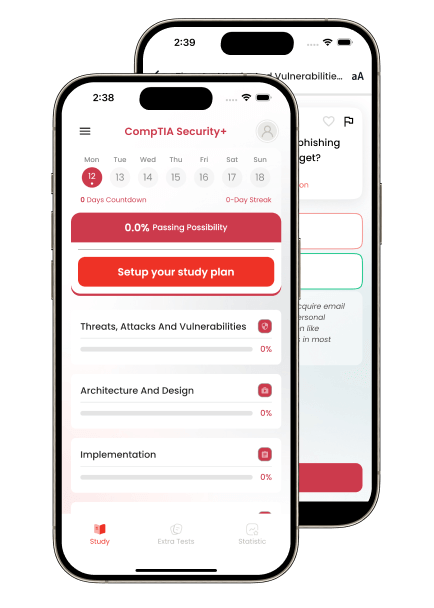 2:39
Vulnerabilitie... aA
phishing
get?
on
cquire email
ersonal
n like
s in most
2:38
CompTIA Security+
Mon Tue Wed Thu Fri Sat Sun
12 13 14 15 16 17 18
0 Days Countdown 0-Day Streak
0.0% Passing Possibility
Setup your study plan
Threats, Attacks And Vulnerabilities
0%
Architecture And Design
0%
Implementation
0%
Study Extra Tests Statistic